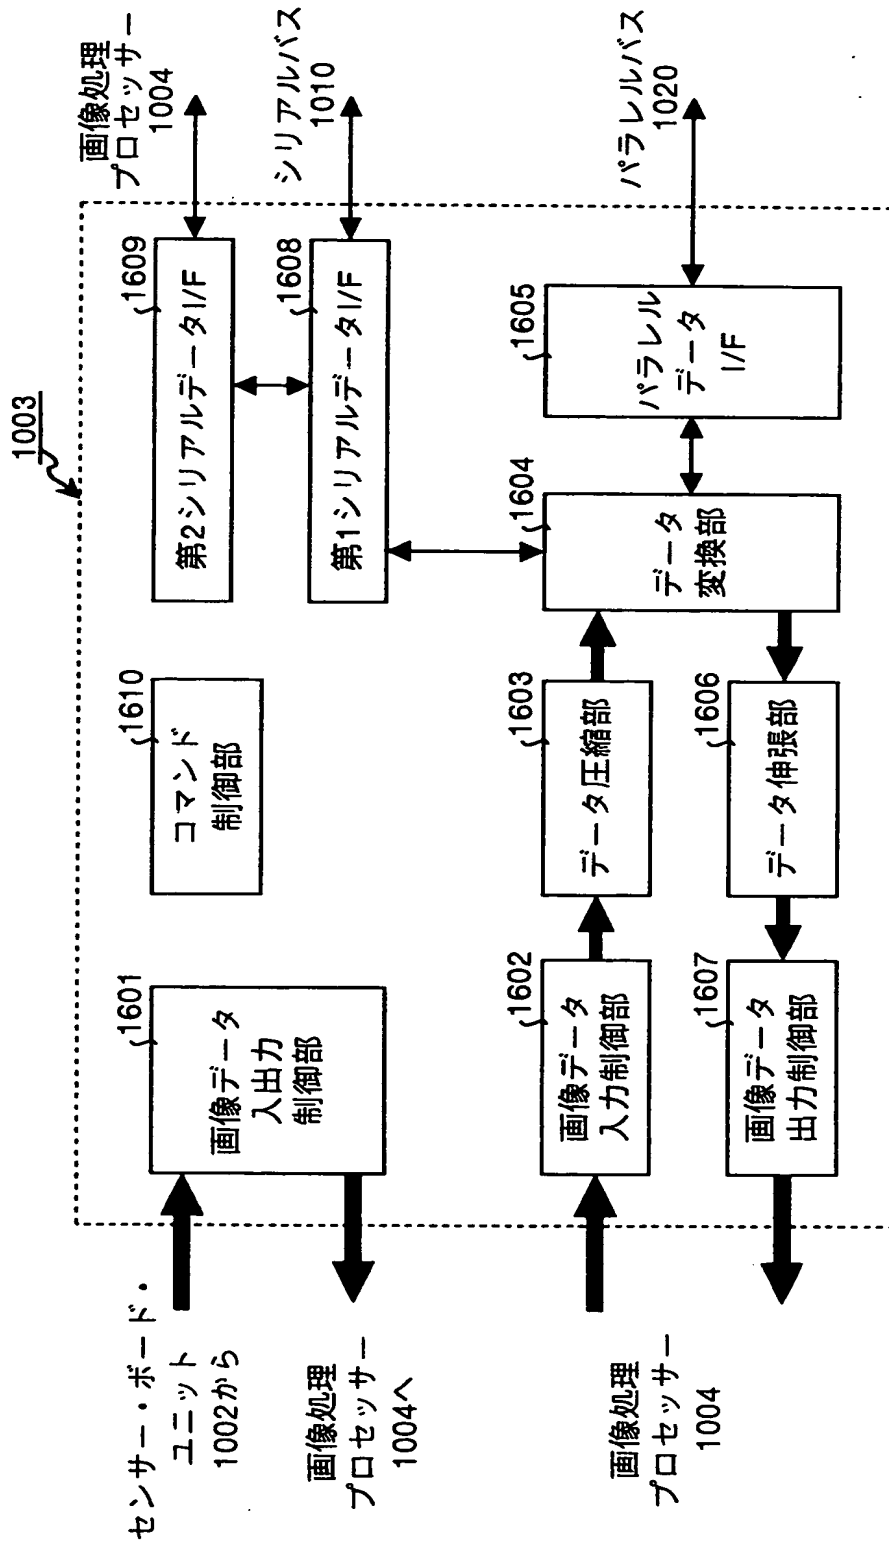 1003
センサー・ボード・
ユニット
1002から
画像処理
プロセッサー
1004へ
画像処理
プロセッサー
1004
1601
画像データ
入出力
制御部
1610
コマンド
制御部
1609
第2シリアルデータI/F
1608
第1シリアルデータI/F
1602
画像データ
入力制御部
1603
データ圧縮部
1604
データ
変換部
1605
パラレル
データ
I/F
1606
データ伸張部
1607
画像データ
出力制御部
画像処理
プロセッサー
1004
シリアルバス
1010
パラレルバス
1020